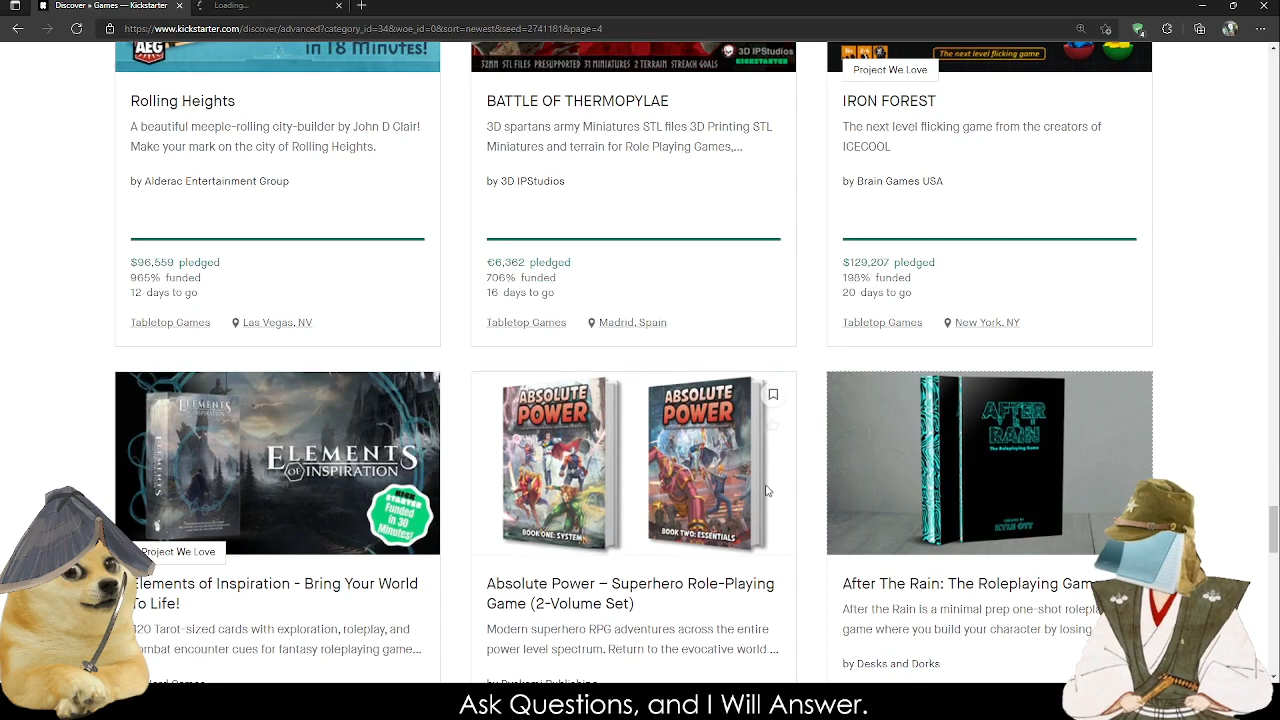 Discover
Ask
Loading...
https://www.kickstarter.com/discover/advanced?category_id=34&woe_id=0&sort=newest&seed=2741181&page=4
AEG
in 18 Minutes!
3D IPStudios
KICKSTARTER
32MM STL FILES PRESUPPORTED 31 MINIATURES 2 TERRAIN STREACH GOALS
The next level flicking game
Project We Love
Rolling Heights
A beautiful meeple-rolling city-builder by John D Clair!
Make your mark on the city of Rolling Heights.
by Alderac Entertainment Group
$96,559 pledged
965% funded
12 days to go
Tabletop Games
Las Vegas, NV
BATTLE OF THERMOPYLAE
3D spartans army Miniatures STL files 3D Printing STL
Miniatures and terrain for Role Playing Games,...
by 3D IPStudios
€6,362 pledged
706% funded
16 days to go
Tabletop Games
Madrid, Spain
IRON FOREST
The next level flicking game from the creators of
ICECOOL
by Brain Games USA
$129,207 pledged
198% funded
20 days to go
Tabletop Games
New York, NY
ELEMENTS
OF INSPIRATION
ELEMENTS
OF INSPIRATION
KICK
STARTER
Funded
in 30
Minutes!
Project We Love
Elements of Inspiration - Bring Your World
To Life!
120 Tarot-sized cards with exploration, roleplay, and
combat encounter cues for fantasy roleplaying game...
ABSOLUTE
POWER
BOOK ONE: SYSTEM
ABSOLUTE
POWER
BOOK TWO: ESSENTIALS
Absolute Power – Superhero Role-Playing
Game (2-Volume Set)
Modern superhero RPG adventures across the entire
power level spectrum. Return to the evocative world ...
by Dyskami Publishing
AFTER
THE
RAIN
The Roleplaying Game
CREATED BY
KYLE OTT
After The Rain: The Roleplaying Gam
After the Rain is a minimal prep one-shot rolepla
game where you build your character by losing
by Desks and Dorks
Ask Questions, and I Will Answer.